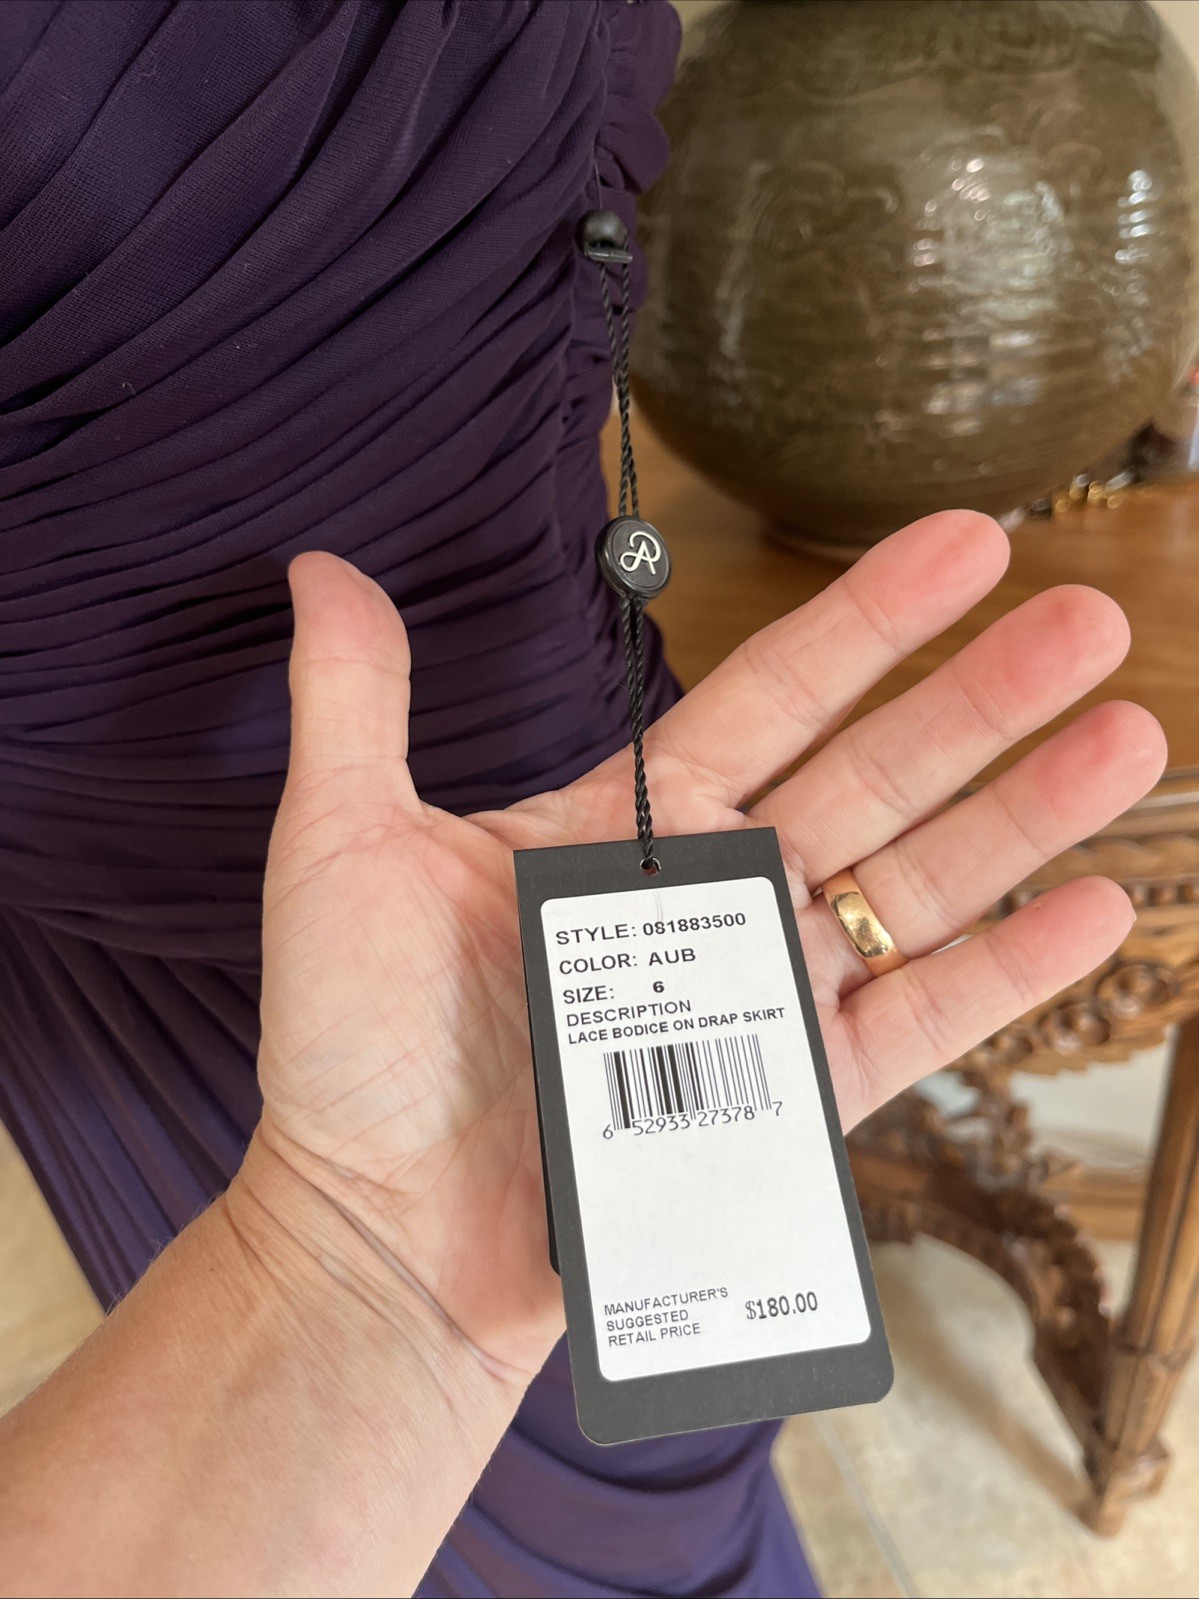 STYLE: 081883500
COLOR: AUB
SIZE: 6
DESCRIPTION
LACE BODICE ON DRAP SKIRT
6 52933 27378 7
MANUFACTURER'S
SUGGESTED
RETAIL PRICE
$180.00